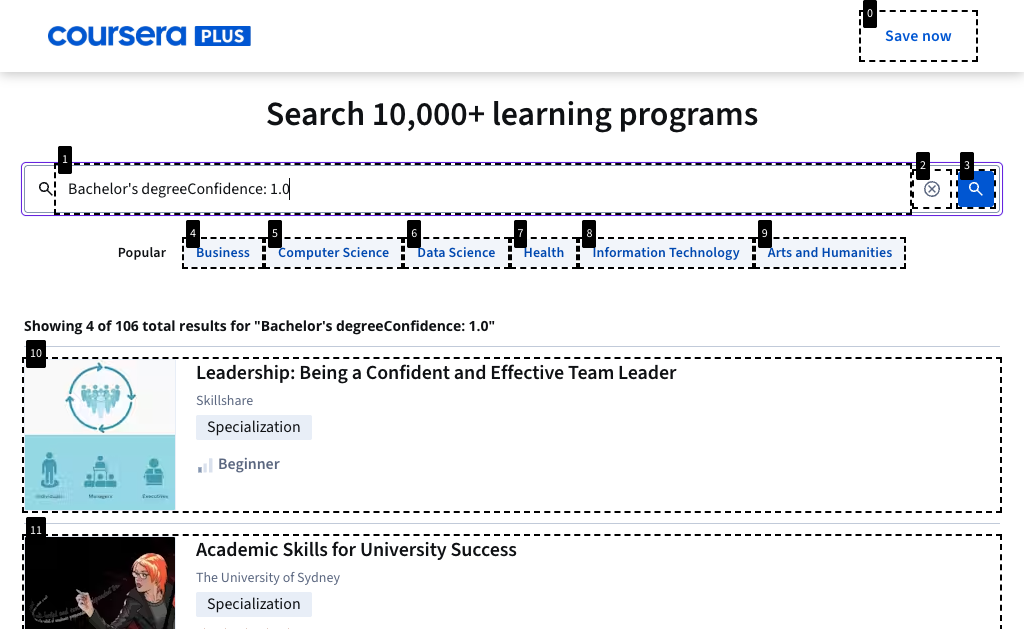 coursera PLUS
0
Save now
Search 10,000+ learning programs
1
2
3
Bachelor's degreeConfidence: 1.0
4
5
6
7
8
9
Popular
Business
Computer Science
Data Science
Health
Information Technology
Arts and Humanities
Showing 4 of 106 total results for "Bachelor's degreeConfidence: 1.0"
10
Leadership: Being a Confident and Effective Team Leader
Skillshare
Specialization
Beginner
Managers
Executives
11
Academic Skills for University Success
The University of Sydney
Specialization